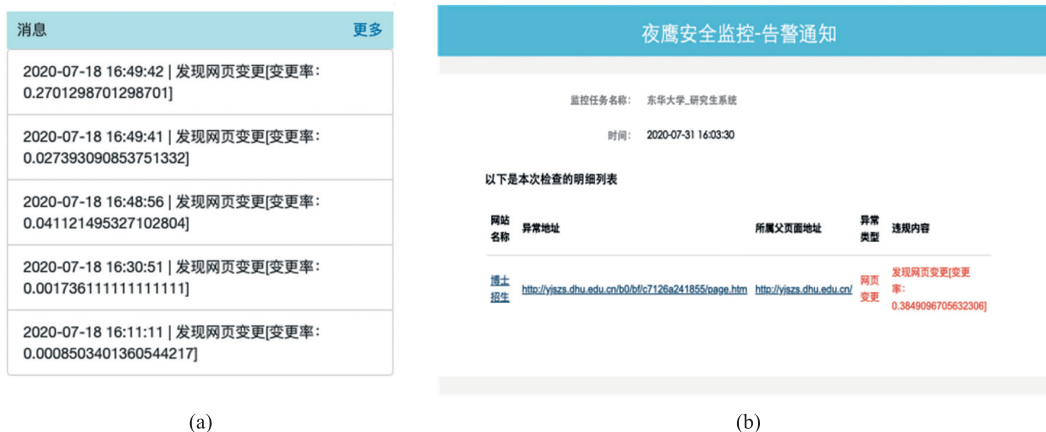 消息 更多
2020-07-18 16:49:42 | 发现网页变更[变更率：
0.2701298701298701]
2020-07-18 16:49:41 | 发现网页变更[变更率：
0.027393090853751332]
2020-07-18 16:48:56 | 发现网页变更[变更率：
0.041121495327102804]
2020-07-18 16:30:51 | 发现网页变更[变更率：
0.001736111111111111]
2020-07-18 16:11:11 | 发现网页变更[变更率：
0.0008503401360544217]
(a)
夜鹰安全监控-告警通知
监控任务名称： 东华大学_研究生系统
时间： 2020-07-31 16:03:30
以下是本次检查的明细列表
网站名称 异常地址 所属父页面地址 异常类型 违规内容
博士招生 http://yjszs.dhu.edu.cn/b0/bf/c7126a241855/page.htm http://yjszs.dhu.edu.cn/ 网页变更 发现网页变更[变更率：0.3849096705632306]
(b)